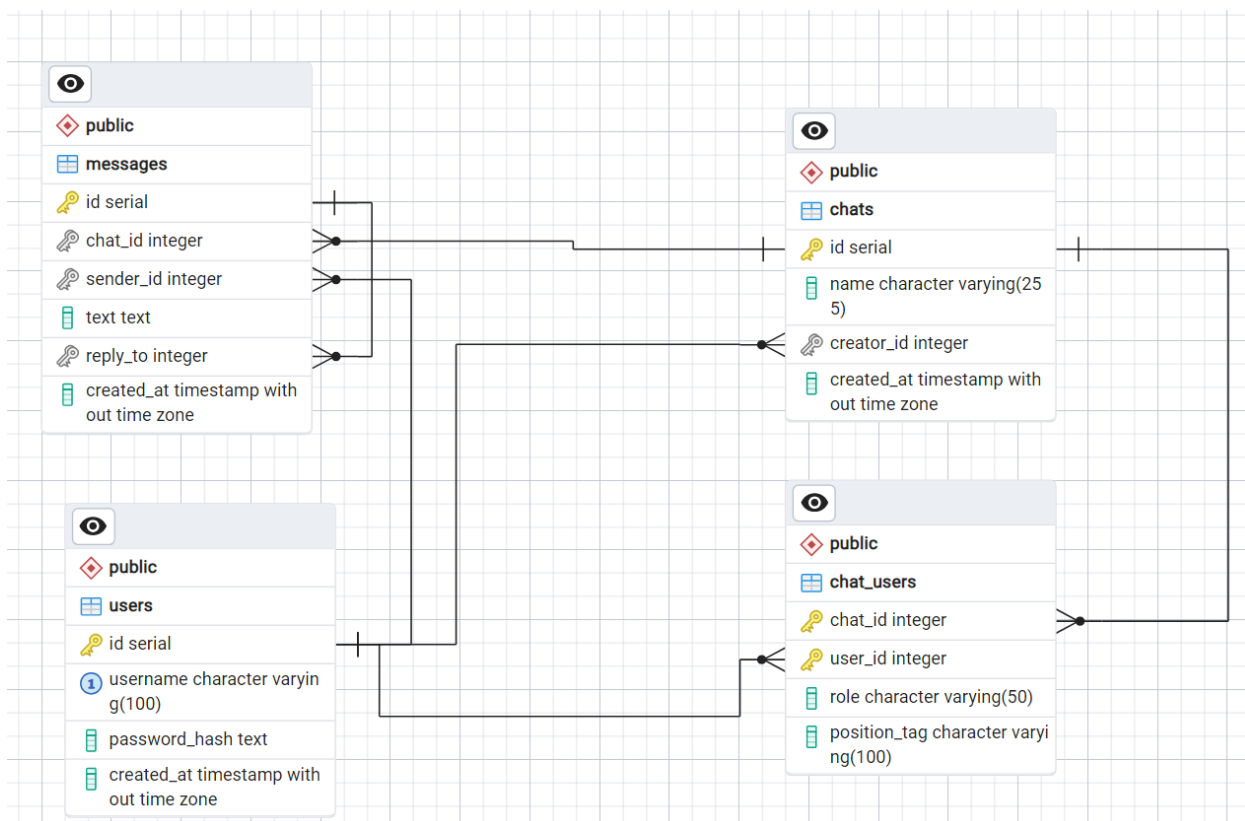 public
messages
id serial
chat_id integer
sender_id integer
text text
reply_to integer
created_at timestamp with
out time zone
public
chats
id serial
name character varying(25
5)
creator_id integer
created_at timestamp with
out time zone
public
users
id serial
1
username character varyin
g(100)
password_hash text
created_at timestamp with
out time zone
public
chat_users
chat_id integer
user_id integer
role character varying(50)
position_tag character varyi
ng(100)